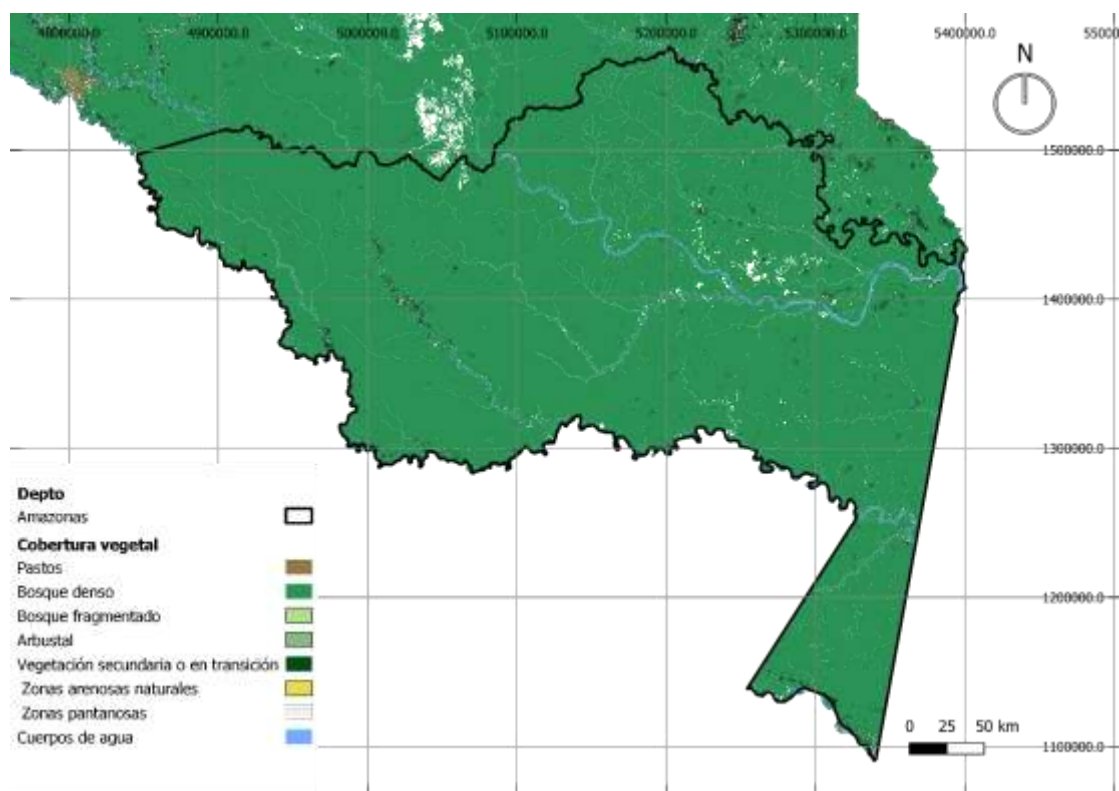 4800000.0 4900000.0 5000000.0 5100000.0 5200000.0 5300000.0 5400000.0
N
1500000.0
1400000.0
1300000.0
Depto
Amazonas
Cobertura vegetal
Pastos
Bosque denso
Bosque fragmentado
Arbustal
Vegetación secundaria o en transición
Zonas arenosas naturales
Zonas pantanosas
Cuerpos de agua
1200000.0
0 25 50 km
1100000.0